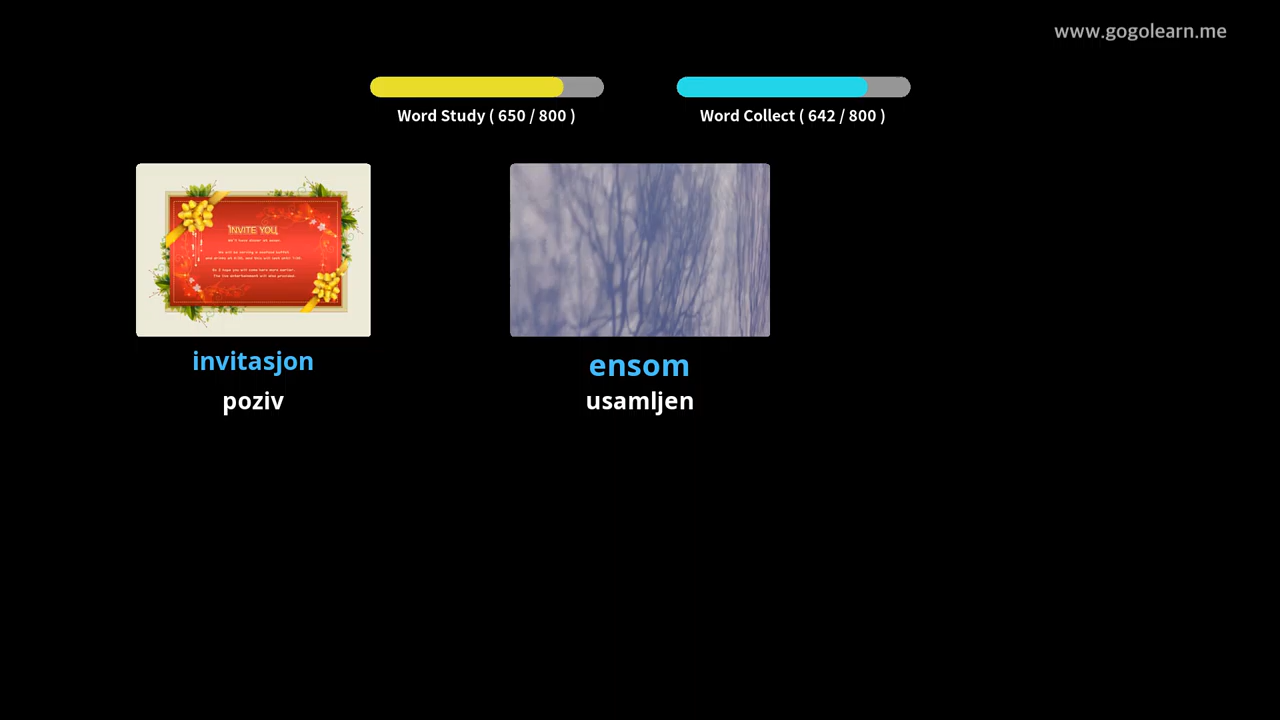 www.gogolearn.me
Word Study ( 650 / 800 )
Word Collect ( 642 / 800 )
INVITE YOU
invitasjon
poziv
ensom
usamljen